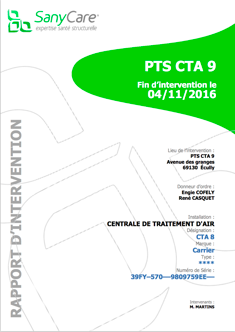 SanyCare
expertise santé structurelle
PTS CTA 9
Fin d'intervention le
04/11/2016
RAPPORT D'INTERVENTION
Lieu de l'intervention :
PTS CTA 9
Avenue des granges
69130 Écully
Donneur d'ordre :
Engie COFELY
René CASQUET
Installation :
CENTRALE DE TRAITEMENT D'AIR
Désignation :
CTA 8
Marque :
Carrier
Type :
****
Numéro de Série :
39FY-570---9809759EE---
Intervenants :
M. MARTINS